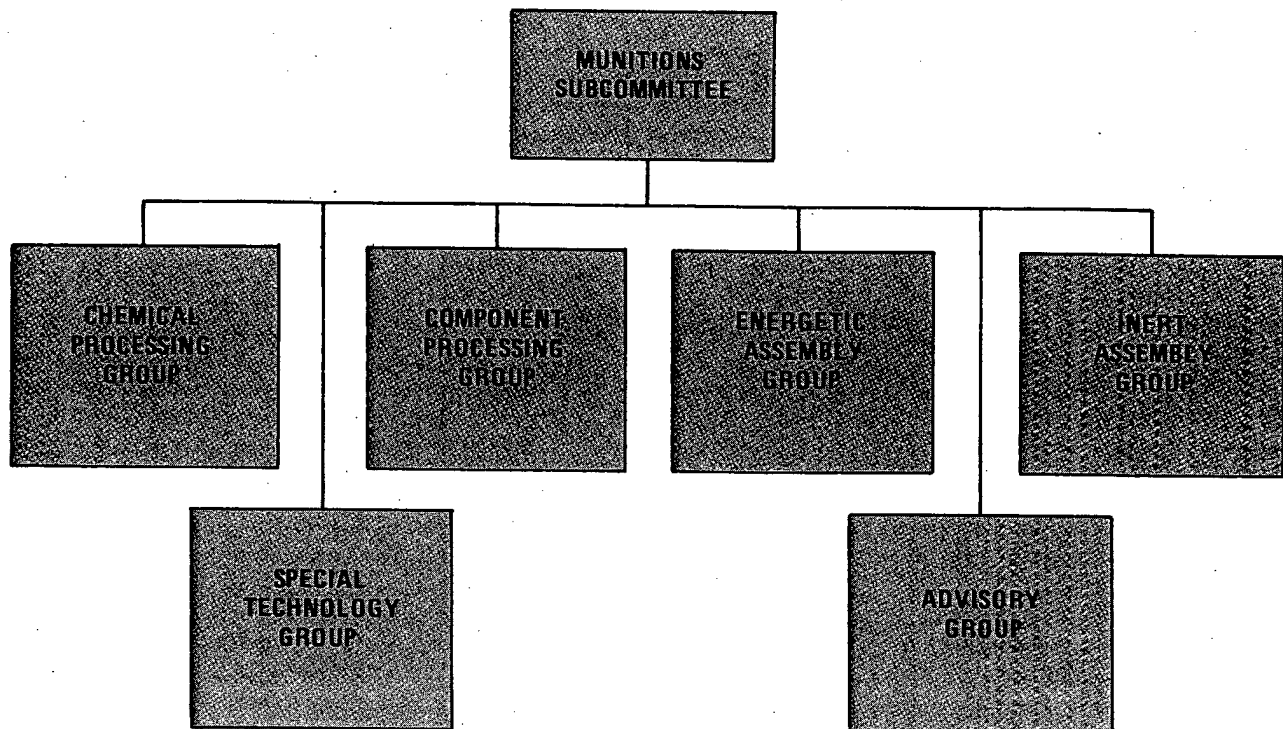 MUNITIONS
SUBCOMMITTEE
CHEMICAL
PROCESSING
GROUP
COMPONENT
PROCESSING
GROUP
ENERGETIC
ASSEMBLY
GROUP
INERT
ASSEMBLY
GROUP
SPECIAL
TECHNOLOGY
GROUP
ADVISORY
GROUP